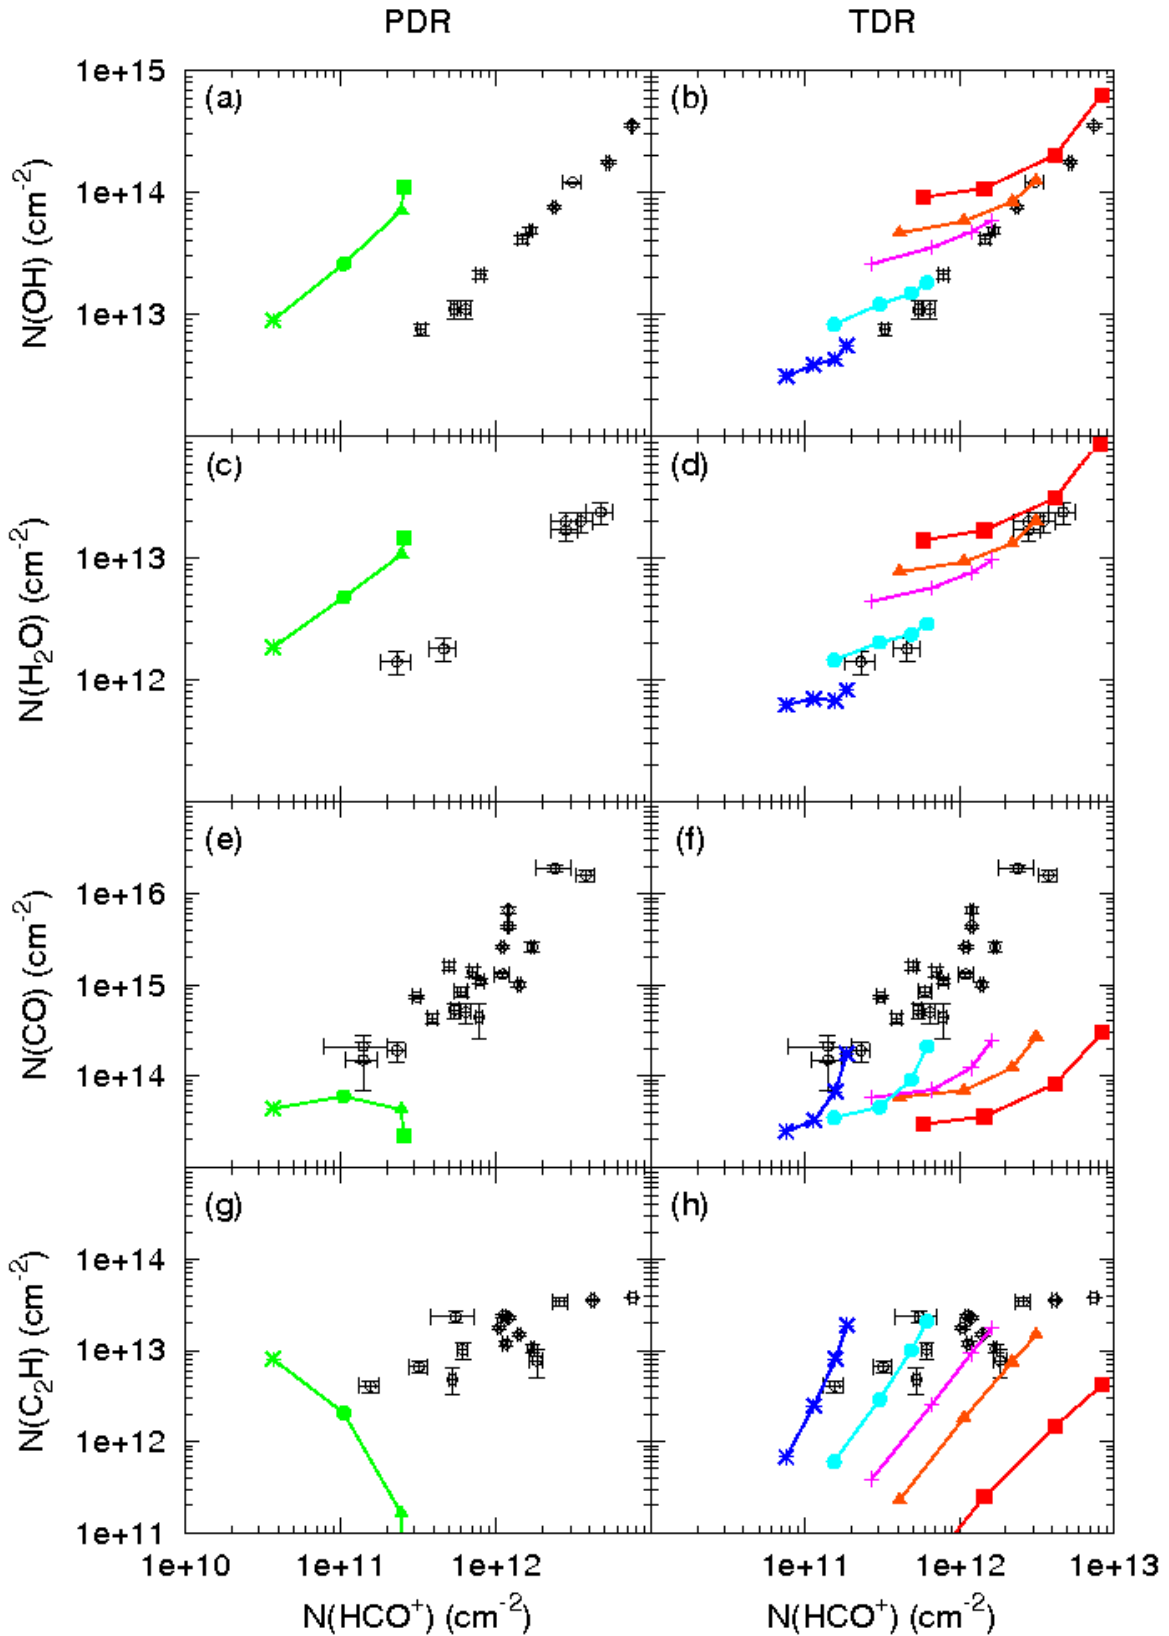 PDR TDR
1e+15
(a) (b)
1e+14
N(OH) (cm⁻²)
1e+13
(c) (d)
1e+13
N(H₂O) (cm⁻²)
1e+12
(e) (f)
1e+16
N(CO) (cm⁻²)
1e+15
1e+14
(g) (h)
1e+14
N(C₂H) (cm⁻²)
1e+13
1e+12
1e+11
1e+10 1e+11 1e+12 1e+11 1e+12 1e+13
N(HCO⁺) (cm⁻²) N(HCO⁺) (cm⁻²)